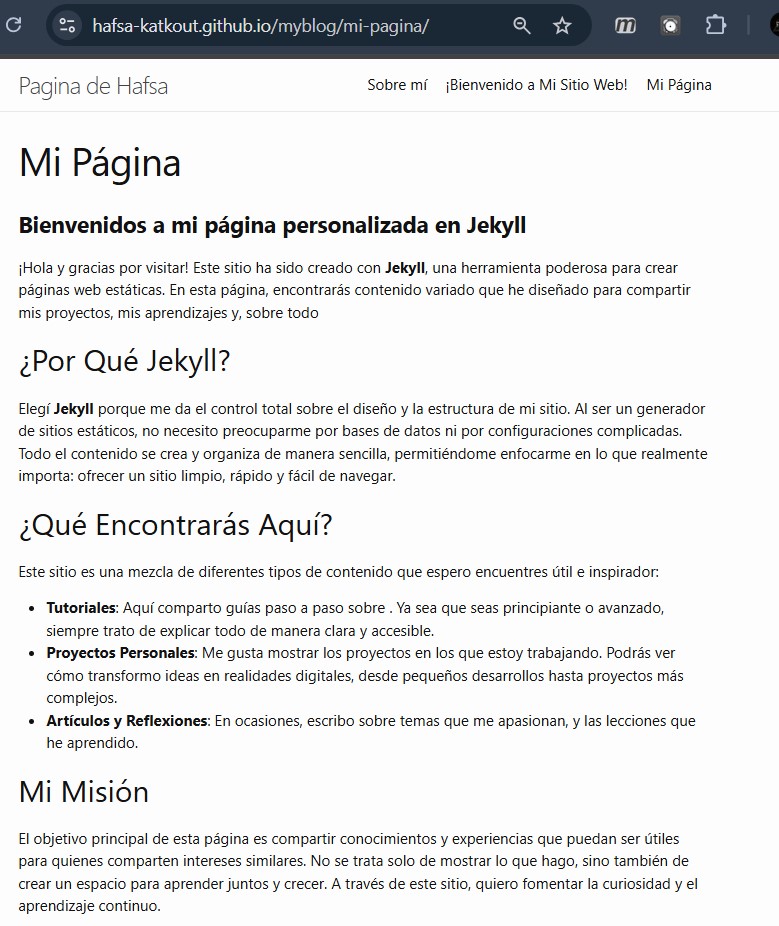 hafsa-katkout.github.io/myblog/mi-pagina/
Pagina de Hafsa
Sobre mí ¡Bienvenido a Mi Sitio Web! Mi Página
Mi Página
Bienvenidos a mi página personalizada en Jekyll
¡Hola y gracias por visitar! Este sitio ha sido creado con Jekyll, una herramienta poderosa para crear
páginas web estáticas. En esta página, encontrarás contenido variado que he diseñado para compartir
mis proyectos, mis aprendizajes y, sobre todo
¿Por Qué Jekyll?
Elegí Jekyll porque me da el control total sobre el diseño y la estructura de mi sitio. Al ser un generador
de sitios estáticos, no necesito preocuparme por bases de datos ni por configuraciones complicadas.
Todo el contenido se crea y organiza de manera sencilla, permitiéndome enfocarme en lo que realmente
importa: ofrecer un sitio limpio, rápido y fácil de navegar.
¿Qué Encontrarás Aquí?
Este sitio es una mezcla de diferentes tipos de contenido que espero encuentres útil e inspirador:
• Tutoriales: Aquí comparto guías paso a paso sobre . Ya sea que seas principiante o avanzado,
siempre trato de explicar todo de manera clara y accesible.
• Proyectos Personales: Me gusta mostrar los proyectos en los que estoy trabajando. Podrás ver
cómo transformo ideas en realidades digitales, desde pequeños desarrollos hasta proyectos más
complejos.
• Artículos y Reflexiones: En ocasiones, escribo sobre temas que me apasionan, y las lecciones que
he aprendido.
Mi Misión
El objetivo principal de esta página es compartir conocimientos y experiencias que puedan ser útiles
para quienes comparten intereses similares. No se trata solo de mostrar lo que hago, sino también de
crear un espacio para aprender juntos y crecer. A través de este sitio, quiero fomentar la curiosidad y el
aprendizaje continuo.